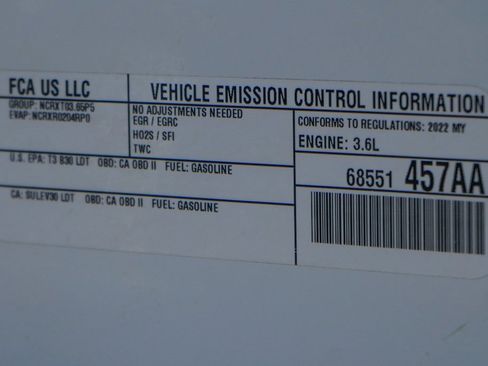 FCA US LLC
VEHICLE EMISSION CONTROL INFORMATION
GROUP: NCRXT03.65P5
EVAP: NCRXR0204RP0
NO ADJUSTMENTS NEEDED
EGR / EGRC
HO2S / SFI
TWC
CONFORMS TO REGULATIONS: 2022 MY
ENGINE: 3.6L
U.S. EPA: T3 B30 LDT OBD: CA OBD II FUEL: GASOLINE
CA: SULEV30 LDT OBD: CA OBD II FUEL: GASOLINE
68551 457AA